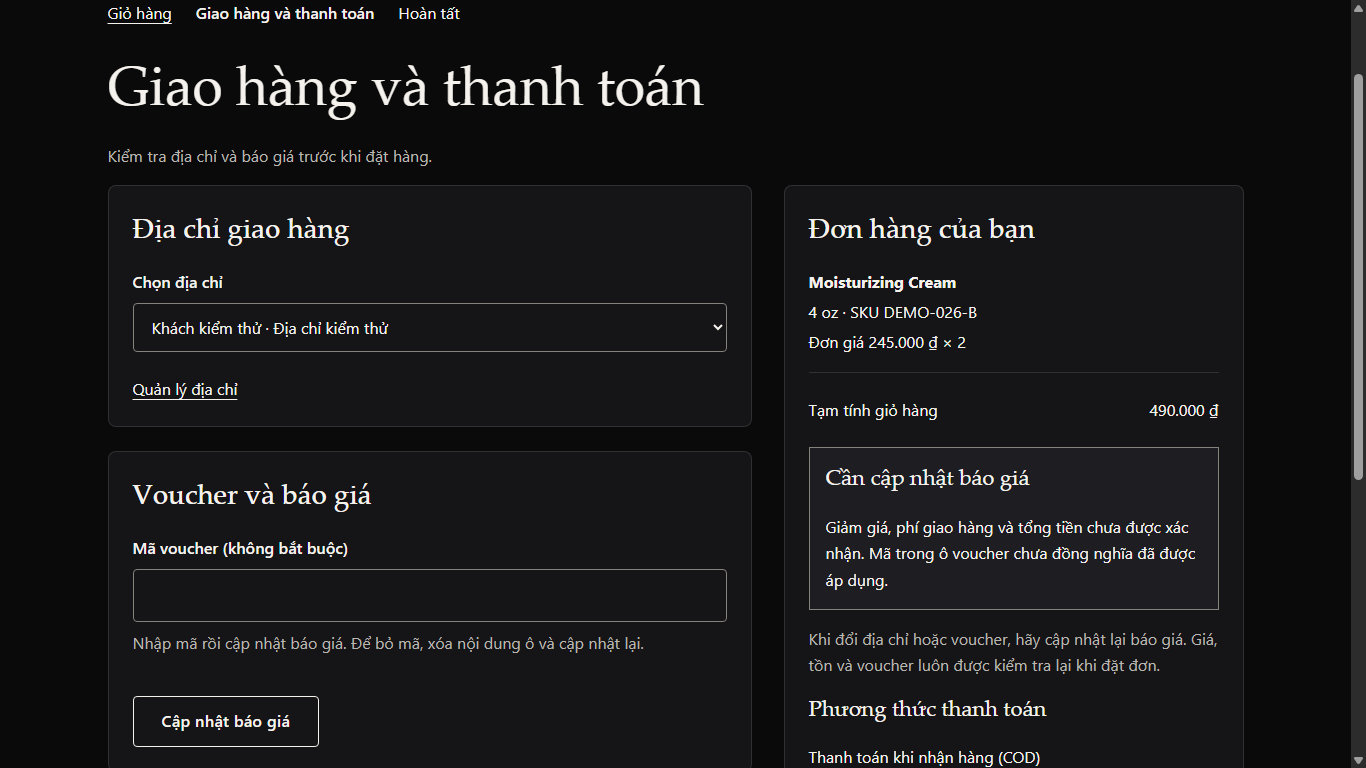 Giỏ hàng Giao hàng và thanh toán Hoàn tất
Giao hàng và thanh toán
Kiểm tra địa chỉ và báo giá trước khi đặt hàng.
Địa chỉ giao hàng
Chọn địa chỉ
Khách kiểm thử · Địa chỉ kiểm thử
Quản lý địa chỉ
Voucher và báo giá
Mã voucher (không bắt buộc)
Nhập mã rồi cập nhật báo giá. Để bỏ mã, xóa nội dung ô và cập nhật lại.
Cập nhật báo giá
Đơn hàng của bạn
Moisturizing Cream
4 oz · SKU DEMO-026-B
Đơn giá 245.000 ₫ × 2
Tạm tính giỏ hàng 490.000 ₫
Cần cập nhật báo giá
Giảm giá, phí giao hàng và tổng tiền chưa được xác
nhận. Mã trong ô voucher chưa đồng nghĩa đã được
áp dụng.
Khi đổi địa chỉ hoặc voucher, hãy cập nhật lại báo giá. Giá,
tồn và voucher luôn được kiểm tra lại khi đặt đơn.
Phương thức thanh toán
Thanh toán khi nhận hàng (COD)